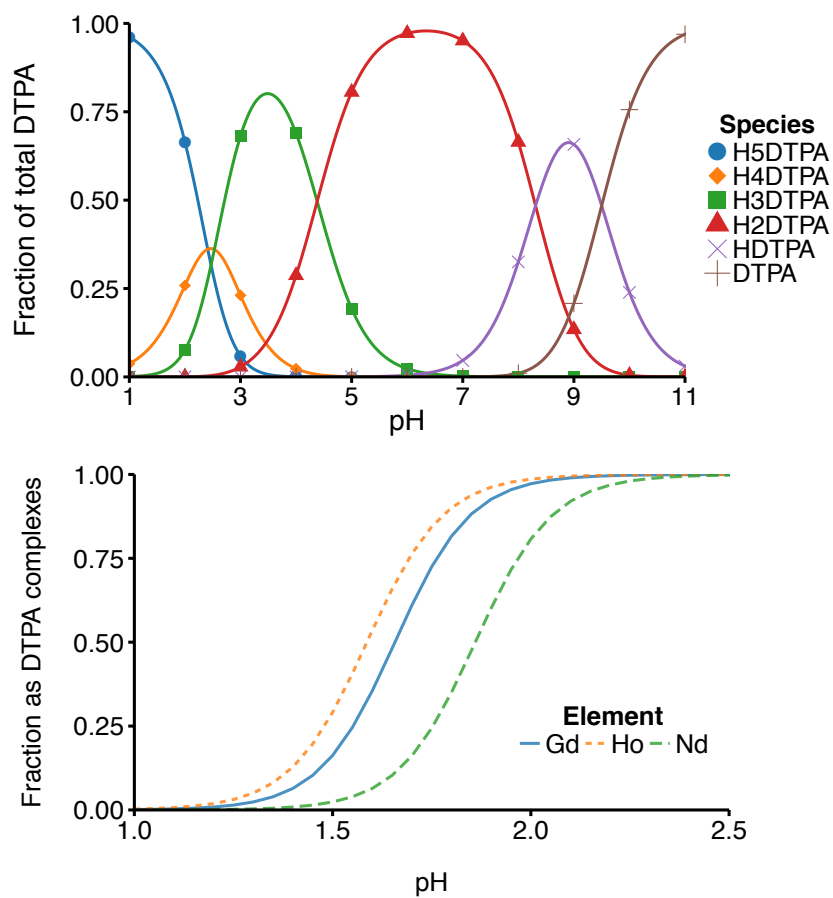 1.00
0.75
0.50
0.25
0.00
Fraction of total DTPA
1 3 5 7 9 11
pH
Species
H5DTPA
H4DTPA
H3DTPA
H2DTPA
HDTPA
DTPA
1.00
0.75
0.50
0.25
0.00
Fraction as DTPA complexes
Element
Gd Ho Nd
1.0 1.5 2.0 2.5
pH